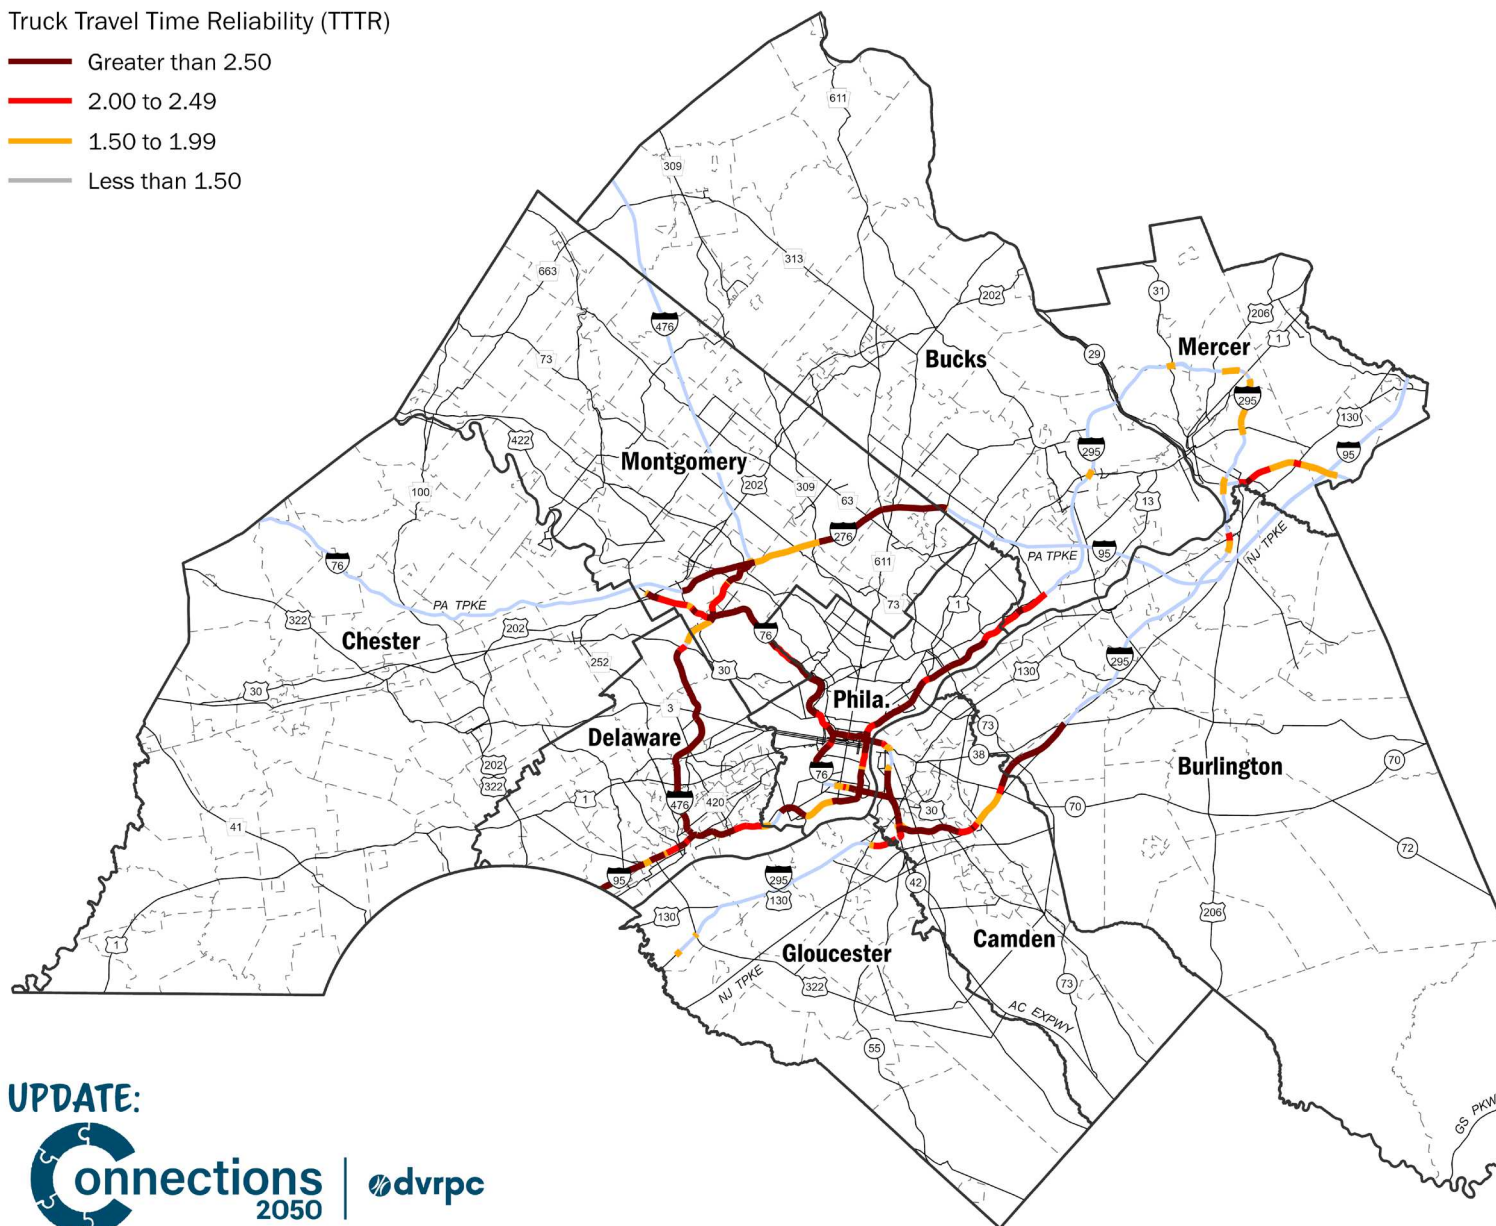 Truck Travel Time Reliability (TTTR)
Greater than 2.50
2.00 to 2.49
1.50 to 1.99
Less than 1.50
611
309
663
313
476
202
31
206
1
Mercer
73
Bucks
29
295
130
422
Montgomery
295
95
100
202
309
63
13
276
76
PA TPKE
95
NJ TPKE
611
PA TPKE
73
1
322
202
Chester
76
252
30
130
295
30
3
Phila.
Delaware
73
38
202
322
76
Burlington
70
1
476
420
30
70
41
72
95
295
42
130
130
206
1
Gloucester
Camden
NJ TPKE
322
73
AC EXPWY
55
GS PKW
UPDATE:
Connections
2050
dvrpc